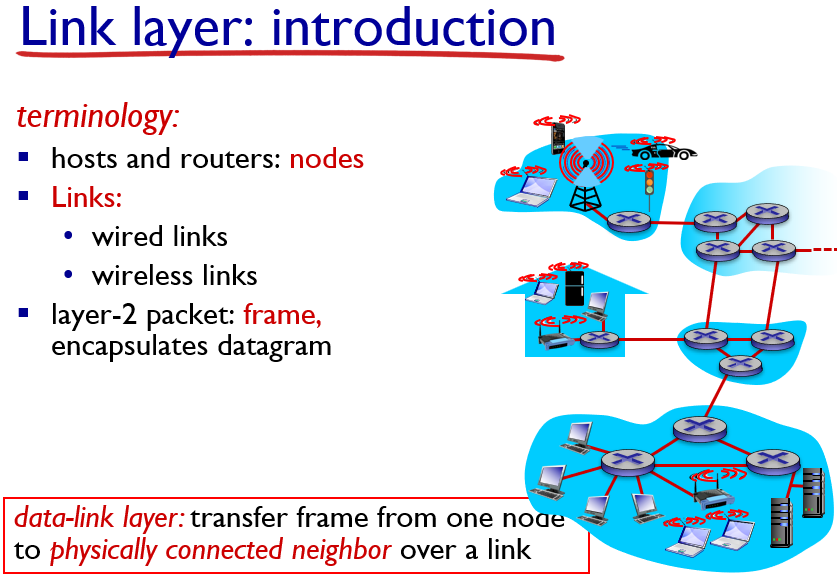 Link layer: introduction
terminology:
hosts and routers: nodes
Links:
• wired links
• wireless links
layer-2 packet: frame,
encapsulates datagram
data-link layer: transfer frame from one node
to physically connected neighbor over a link